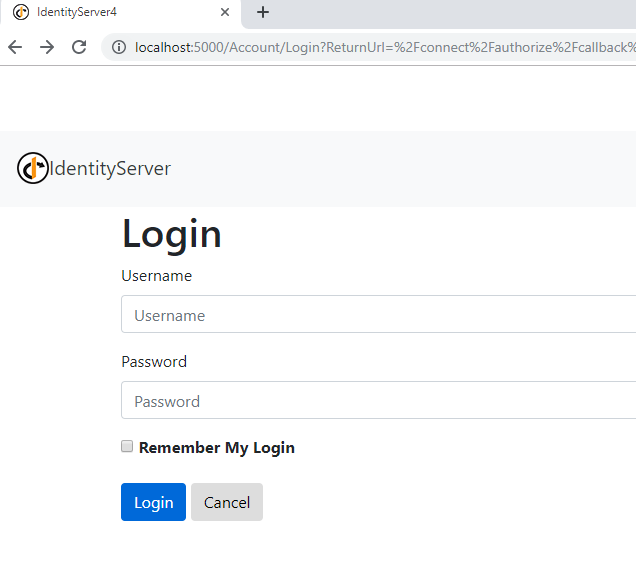 IdentityServer4
localhost:5000/Account/Login?ReturnUrl=%2Fconnect%2Fauthorize%2Fcallback%
IdentityServer
Login
Username
Username
Password
Password
Remember My Login
Login Cancel